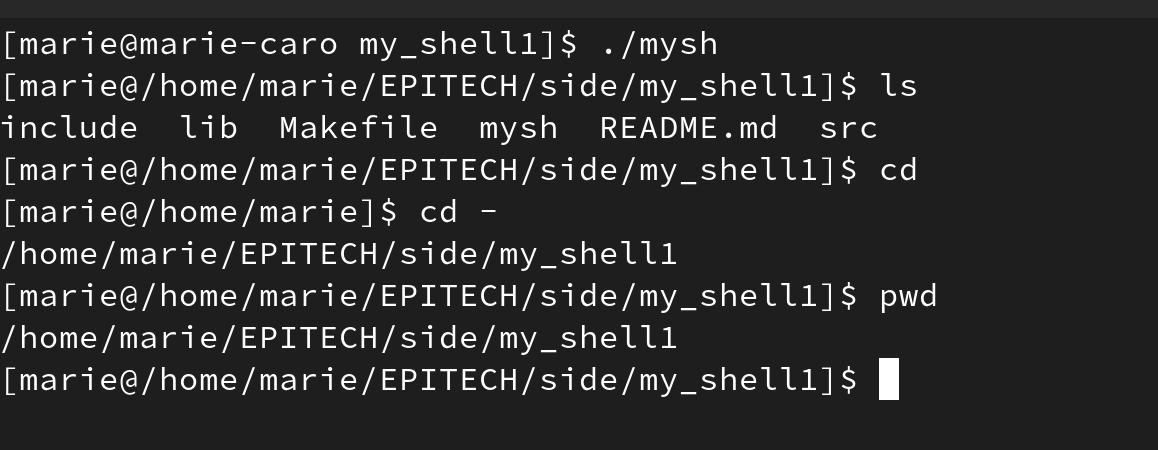 [marie@marie-caro my_shell1]$ ./mysh
[marie@/home/marie/EPITECH/side/my_shell1]$ ls
include  lib  Makefile  mysh  README.md  src
[marie@/home/marie/EPITECH/side/my_shell1]$ cd
[marie@/home/marie]$ cd -
/home/marie/EPITECH/side/my_shell1
[marie@/home/marie/EPITECH/side/my_shell1]$ pwd
/home/marie/EPITECH/side/my_shell1
[marie@/home/marie/EPITECH/side/my_shell1]$